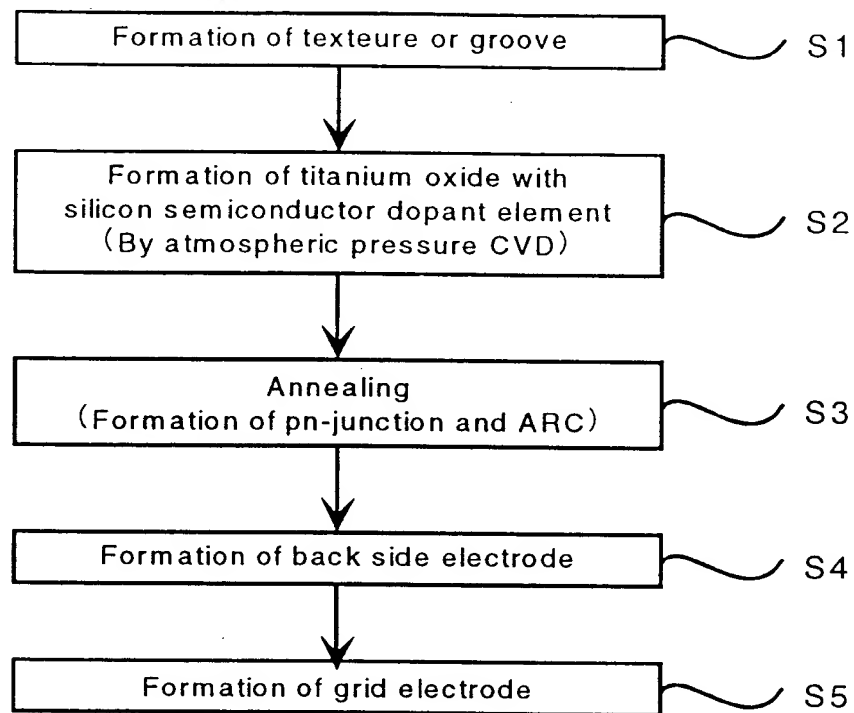 Formation of texteure or groove
S1
Formation of titanium oxide with
silicon semiconductor dopant element
(By atmospheric pressure CVD)
S2
Annealing
(Formation of pn-junction and ARC)
S3
Formation of back side electrode
S4
Formation of grid electrode
S5